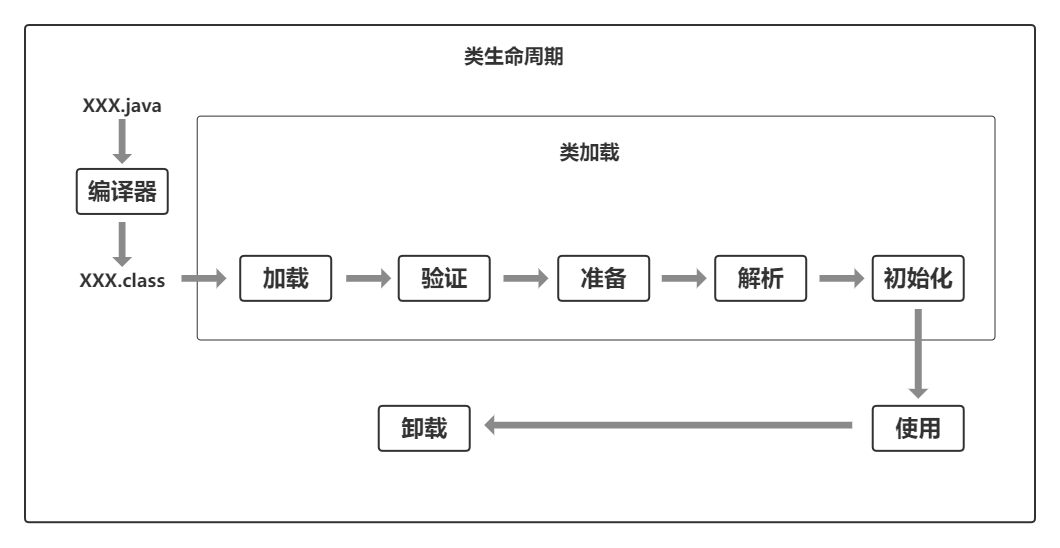 类生命周期
XXX.java
类加载
编译器
XXX.class
加载
验证
准备
解析
初始化
卸载
使用